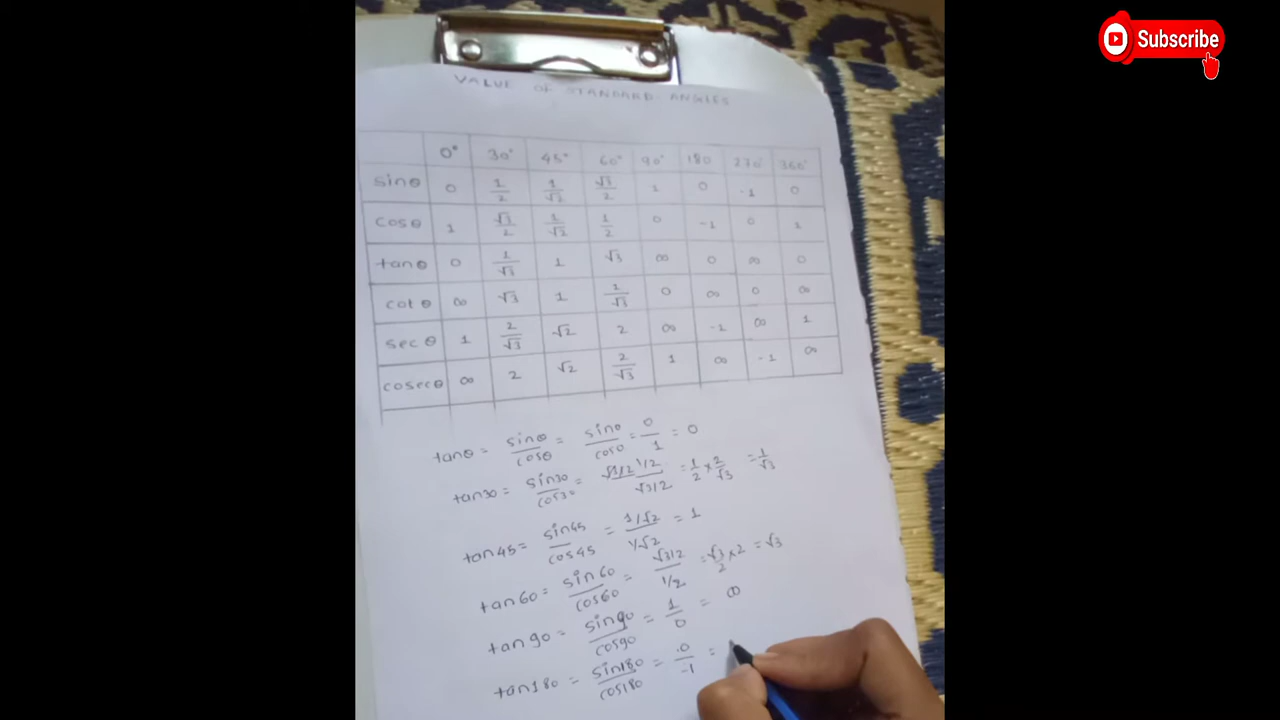 Subscribe
VALUE OF STANDARD ANGLES
0° 30° 45° 60° 90° 180 270° 360°
sinθ 0 1/2 1/√2 √3/2 1 0 -1 0
cosθ 1 √3/2 1/√2 1/2 0 -1 0 1
tanθ 0 1/√3 1 √3 ∞ 0 ∞ 0
cotθ ∞ √3 1 1/√3 0 ∞ 0 ∞
secθ 1 2/√3 √2 2 ∞ -1 ∞ 1
cosecθ ∞ 2 √2 2/√3 1 ∞ -1 ∞
tanθ = sinθ/cosθ = sin0/cos0 = 0/1 = 0
tan30 = sin30/cos30 = 1/2/√3/2 = 1/2 × 2/√3 = 1/√3
tan45 = sin45/cos45 = 1/√2/1/√2 = 1
tan60 = sin60/cos60 = √3/2/1/2 = √3/2 × 2 = √3
tan90 = sin90/cos90 = 1/0 = ∞
tan180 = sin180/cos180 = 0/-1 =